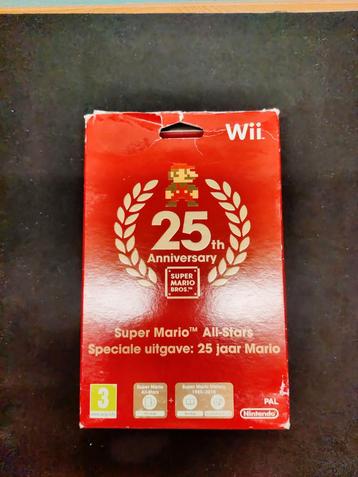 Wii
25th
Anniversary
SUPER
MARIO
BROS.™
Super Mario™ All-Stars
Speciale uitgave: 25 jaar Mario
3
Super Mario
All-Stars
+
Super Mario History
1985-2010
PAL
Nintendo